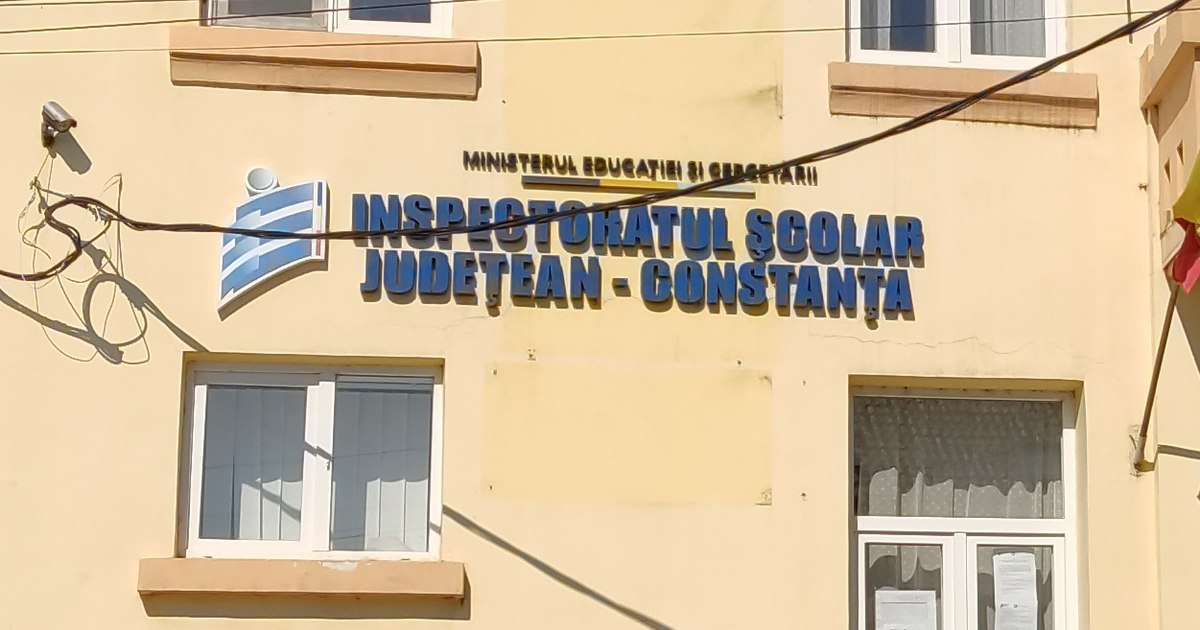 MINISTERUL EDUCAȚIEI ȘI CERCETĂRII
INSPECTORATUL ȘCOLAR
JUDEȚEAN - CONSTANȚA